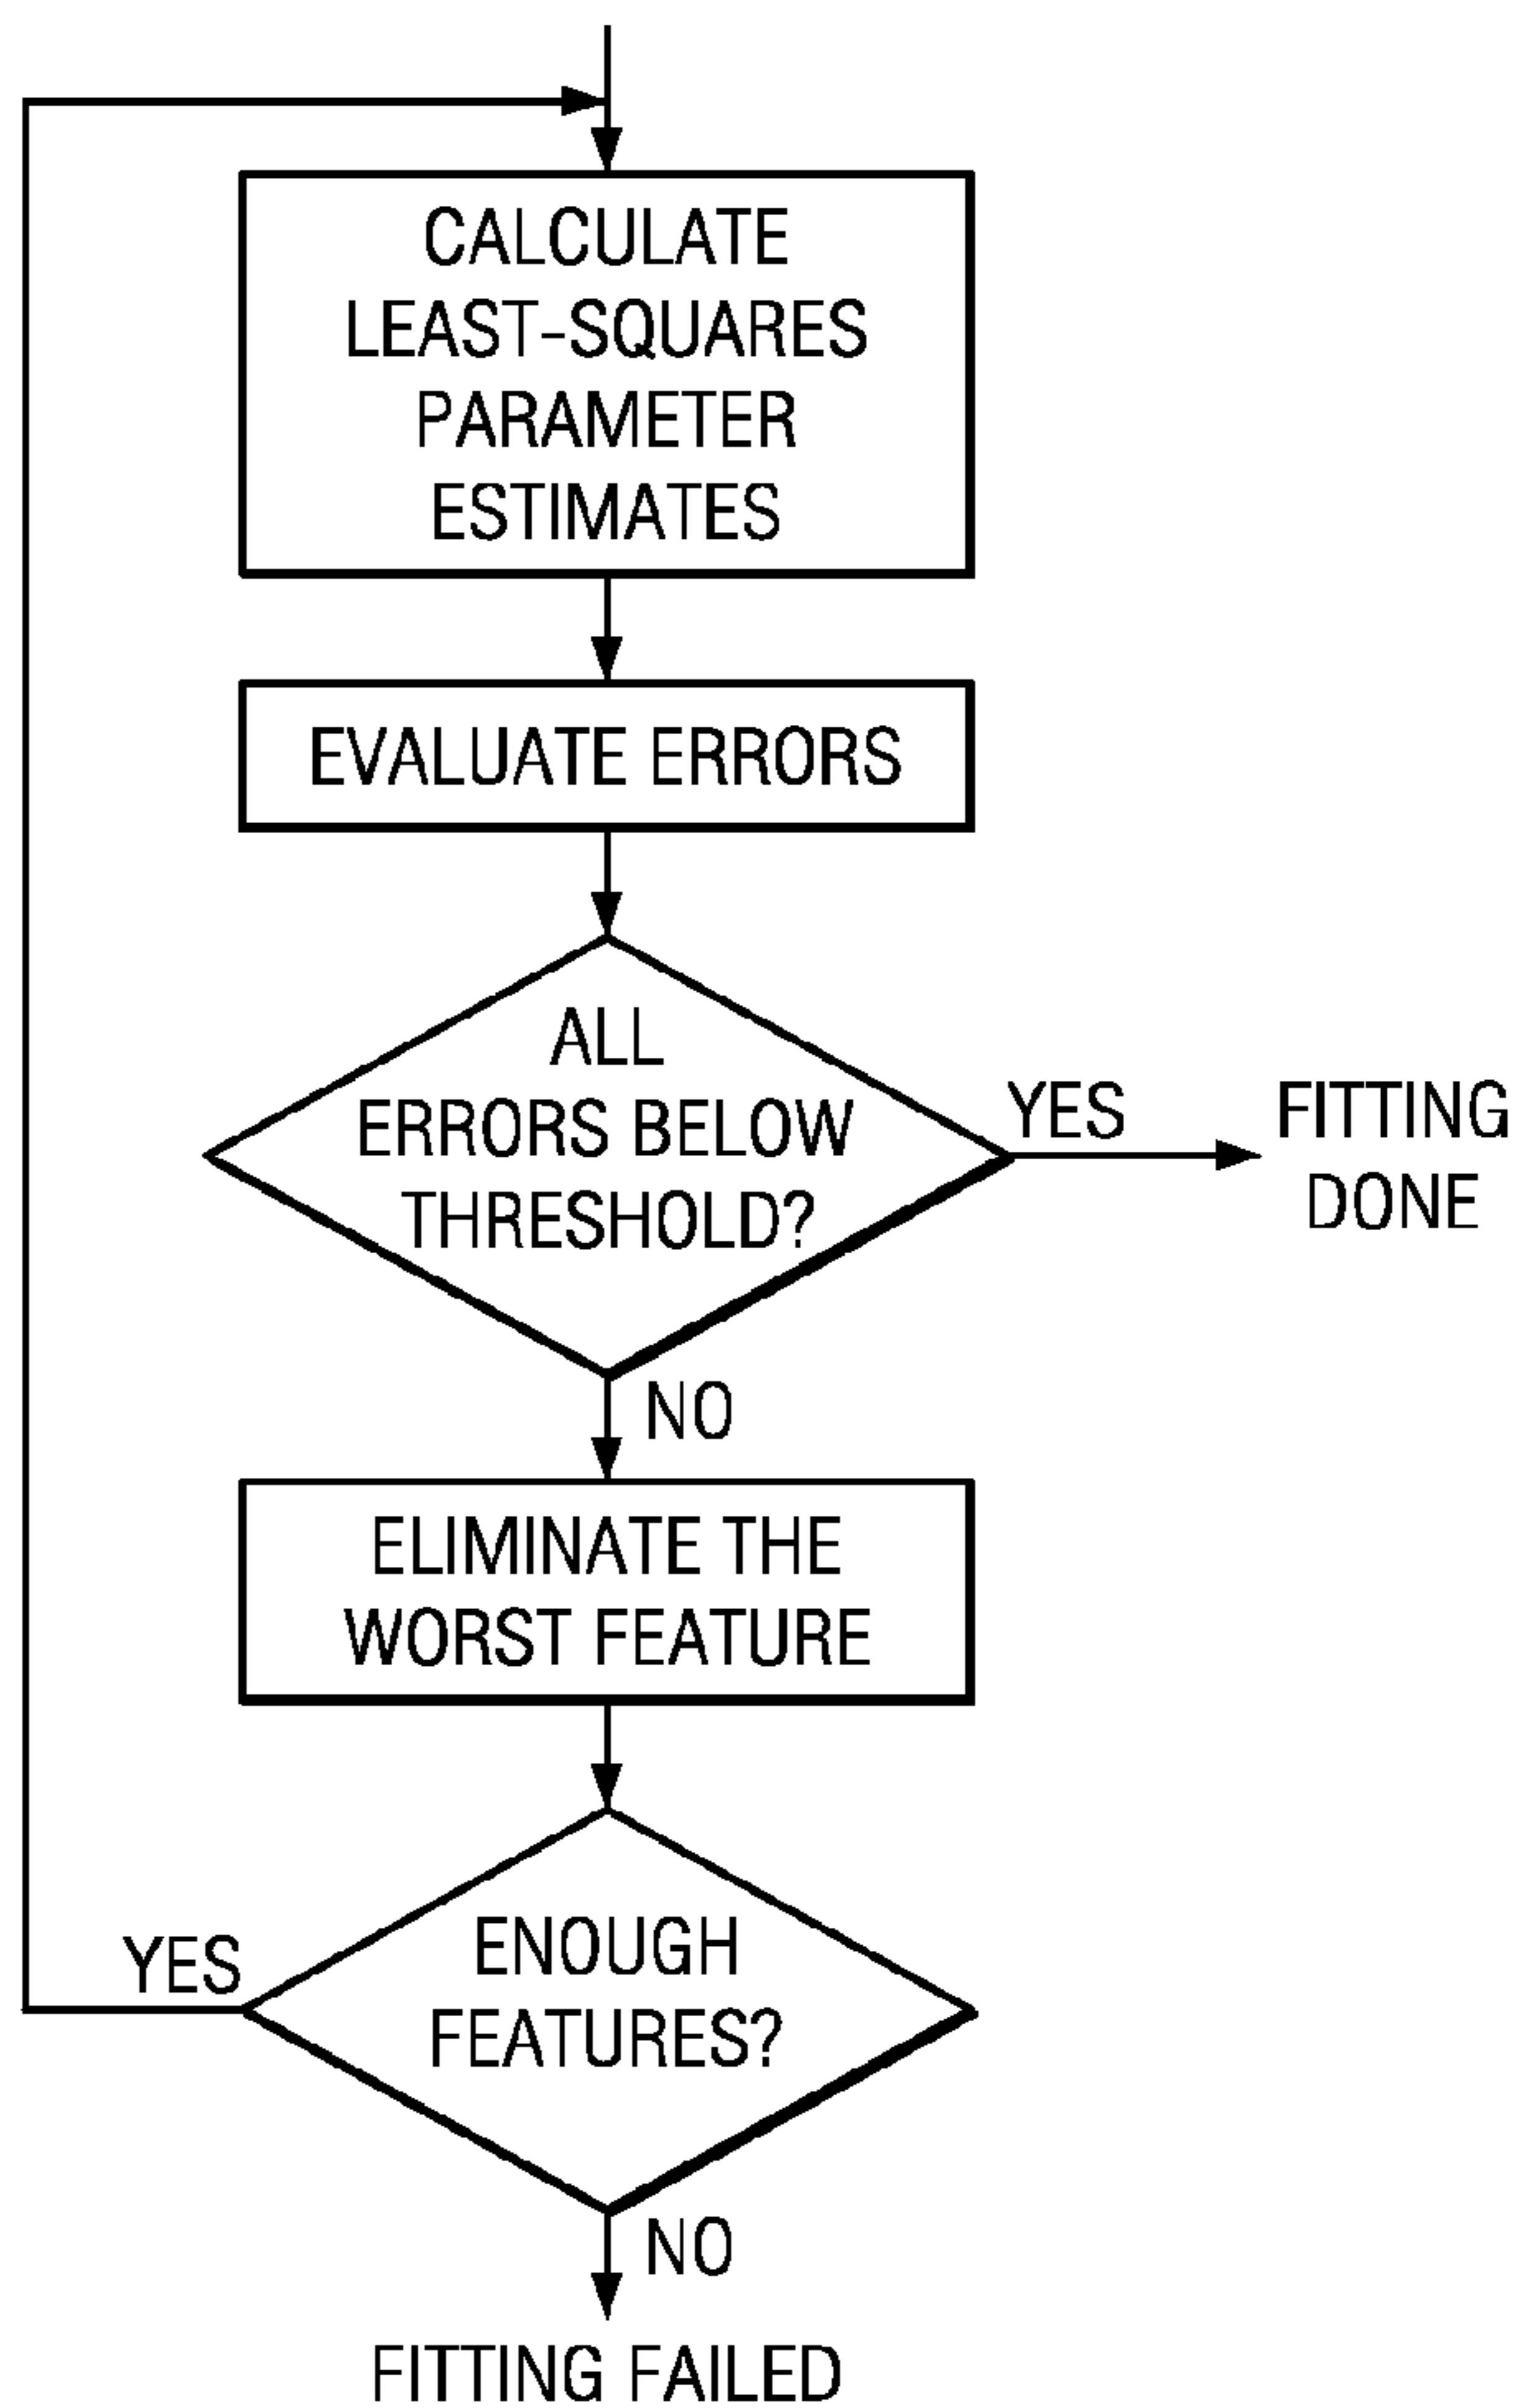 CALCULATE
LEAST-SQUARES
PARAMETER
ESTIMATES
EVALUATE ERRORS
ALL
ERRORS BELOW
THRESHOLD?
YES
FITTING
DONE
NO
ELIMINATE THE
WORST FEATURE
ENOUGH
FEATURES?
YES
NO
FITTING FAILED